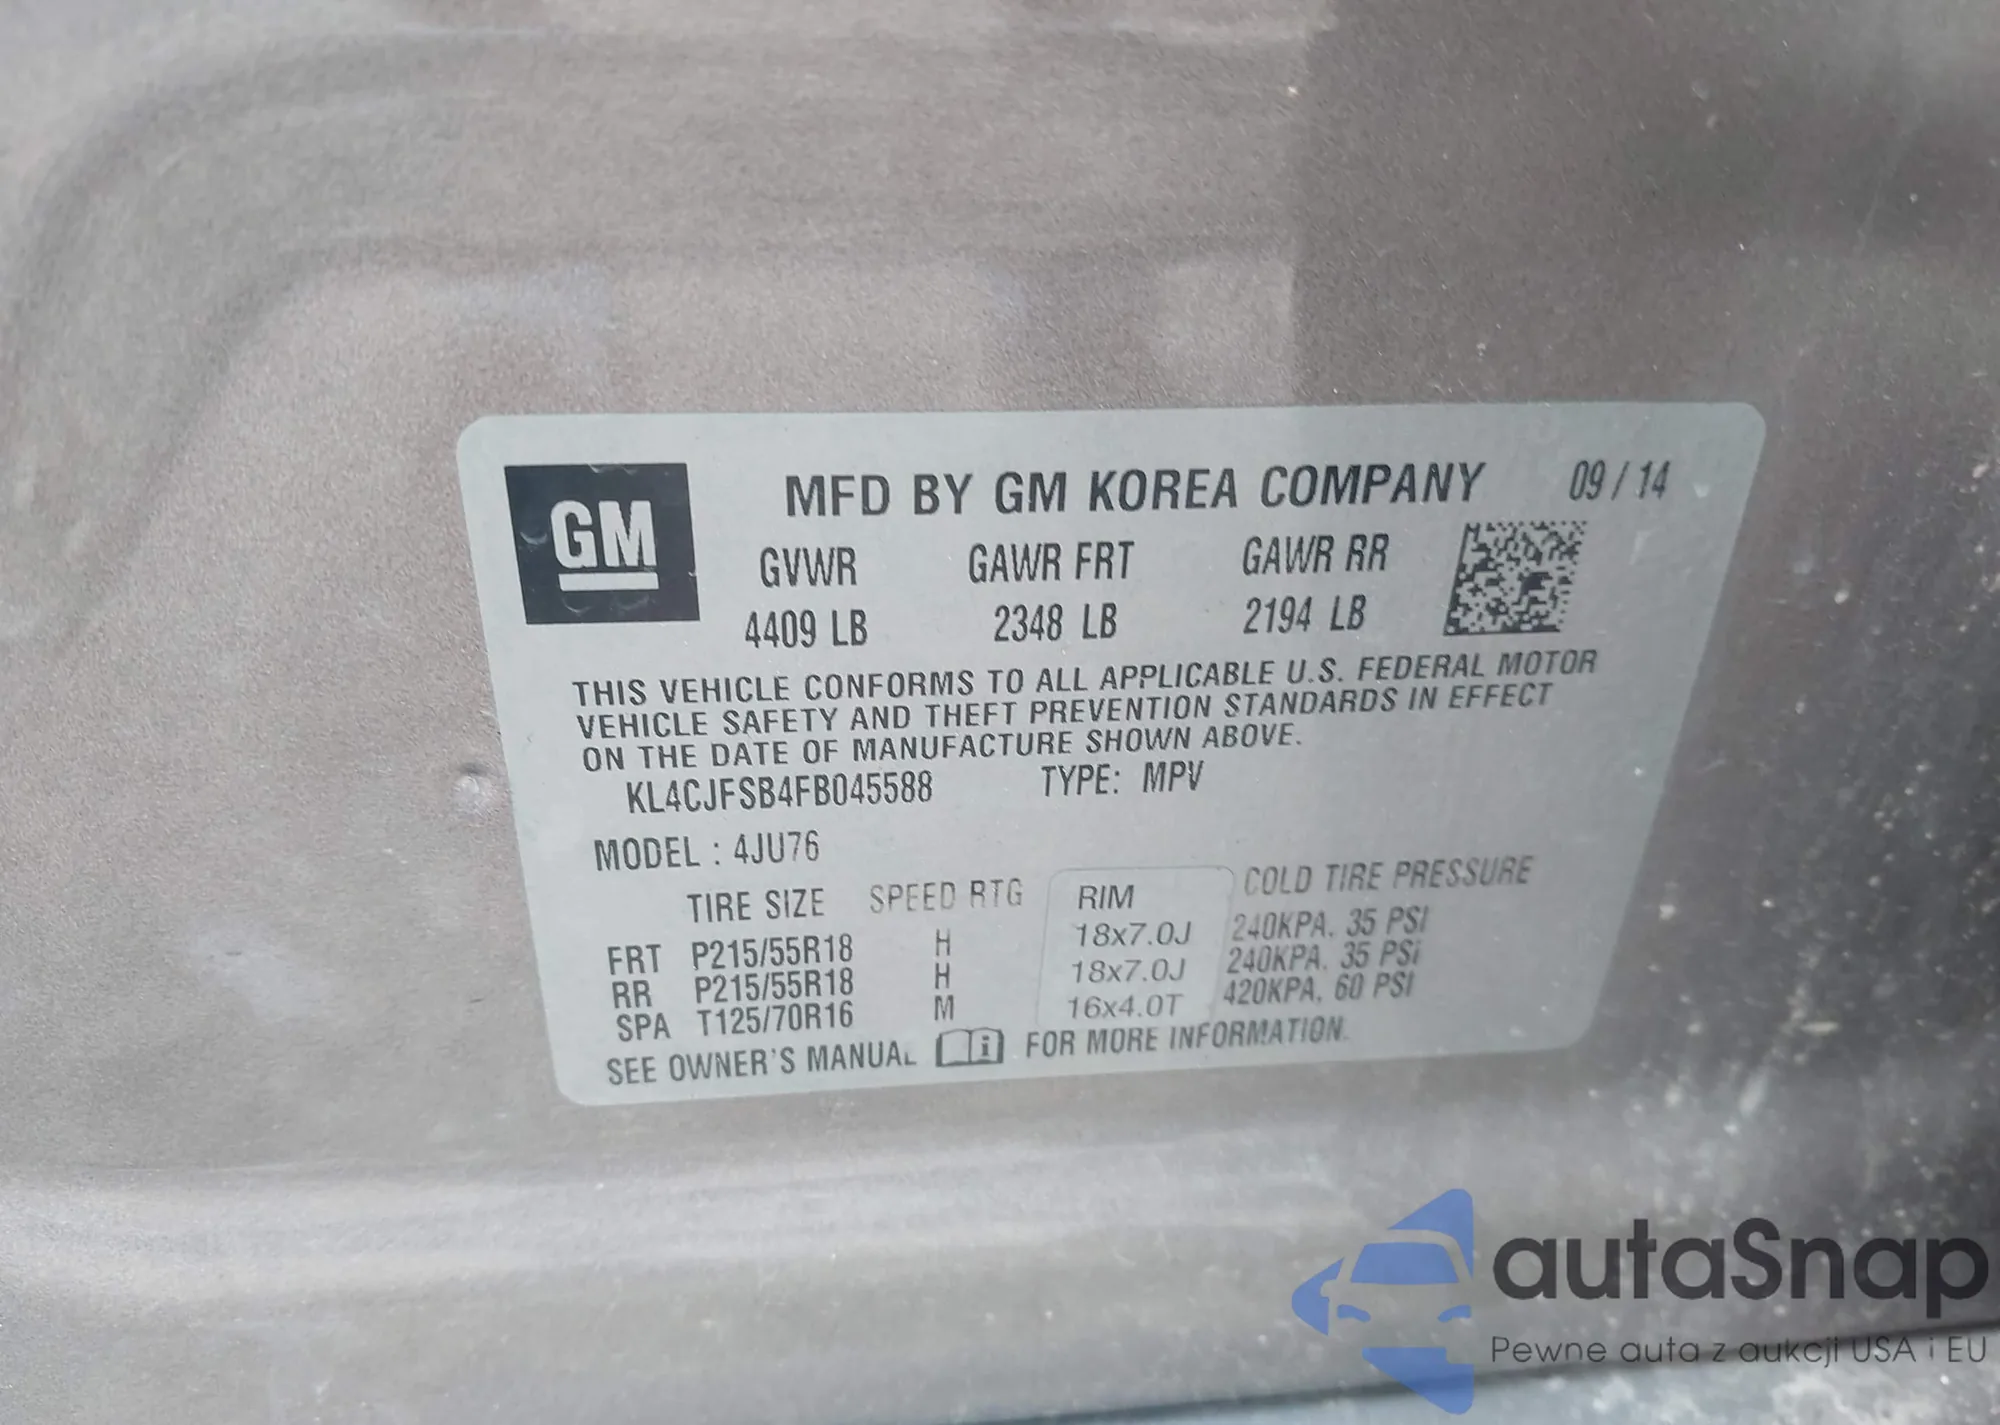 GM
MFD BY GM KOREA COMPANY 09 / 14
GVWR GAWR FRT GAWR RR
4409 LB 2348 LB 2194 LB
THIS VEHICLE CONFORMS TO ALL APPLICABLE U.S. FEDERAL MOTOR
VEHICLE SAFETY AND THEFT PREVENTION STANDARDS IN EFFECT
ON THE DATE OF MANUFACTURE SHOWN ABOVE.
KL4CJFSB4FB045588 TYPE: MPV
MODEL : 4JU76
TIRE SIZE SPEED RTG RIM COLD TIRE PRESSURE
FRT P215/55R18 H 18x7.0J 240KPA. 35 PSI
RR P215/55R18 H 18x7.0J 240KPA. 35 PSI
SPA T125/70R16 M 16x4.0T 420KPA. 60 PSI
SEE OWNER'S MANUAL i FOR MORE INFORMATION.
autaSnap
Pewne auta z aukcji USA i EU